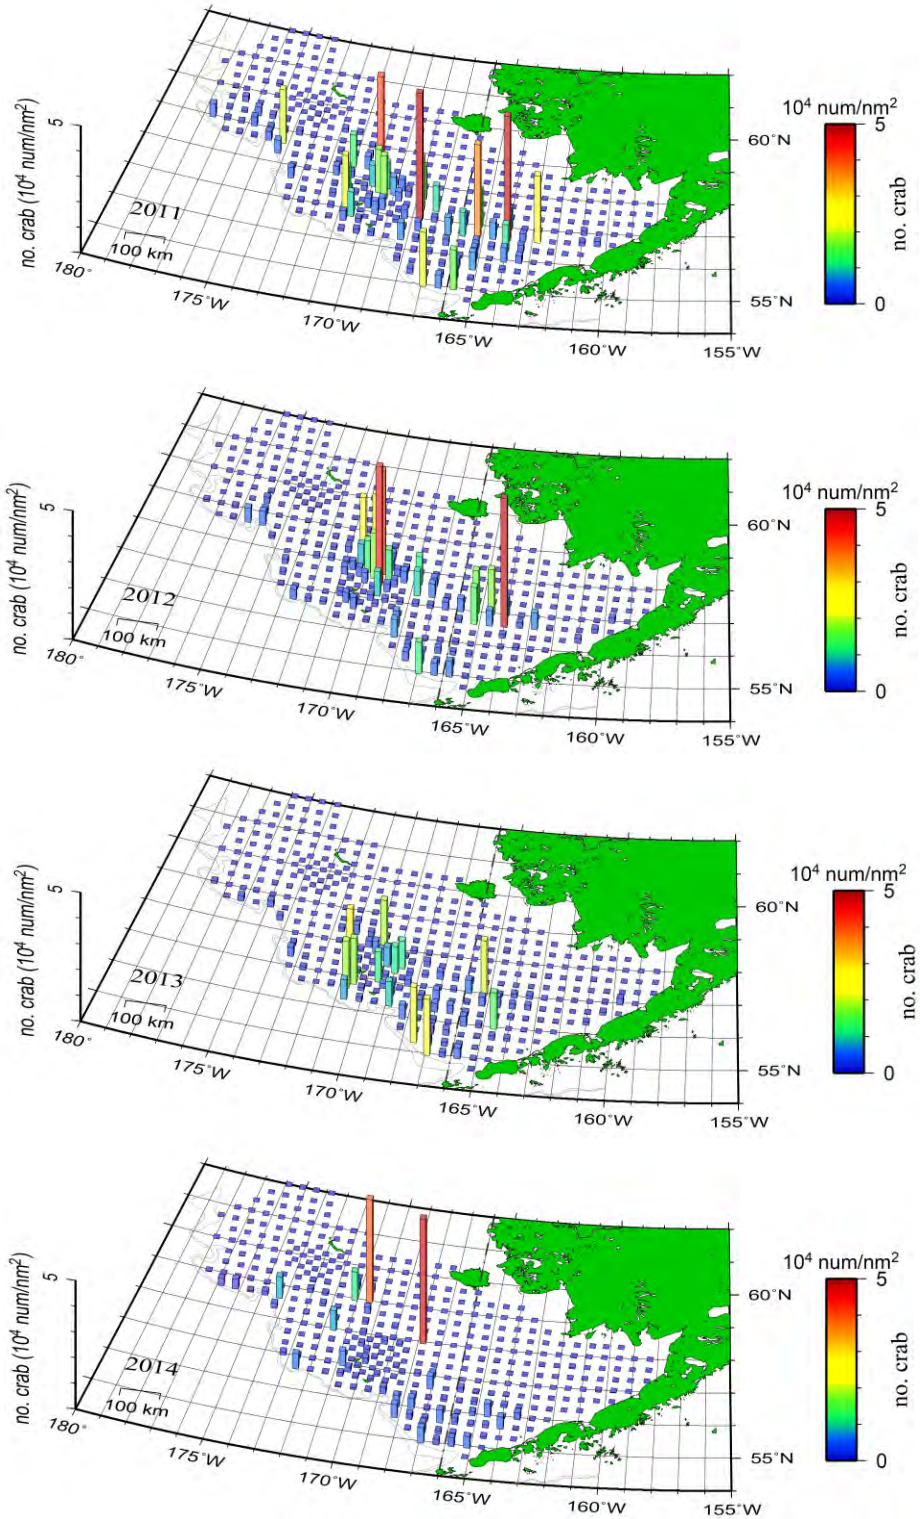 10⁴ num/nm²
5
5
no. crab (10⁴ num/nm²)
60˚N
no. crab
2011
100 km
0
180˚
55˚N
175˚W
170˚W
165˚W
160˚W
155˚W
10⁴ num/nm²
5
5
no. crab (10⁴ num/nm²)
60˚N
no. crab
2012
100 km
0
180˚
55˚N
175˚W
170˚W
165˚W
160˚W
155˚W
10⁴ num/nm²
5
5
no. crab (10⁴ num/nm²)
60˚N
no. crab
2013
100 km
0
180˚
55˚N
175˚W
170˚W
165˚W
160˚W
155˚W
10⁴ num/nm²
5
5
no. crab (10⁴ num/nm²)
60˚N
no. crab
2014
100 km
0
180˚
55˚N
175˚W
170˚W
165˚W
160˚W
155˚W